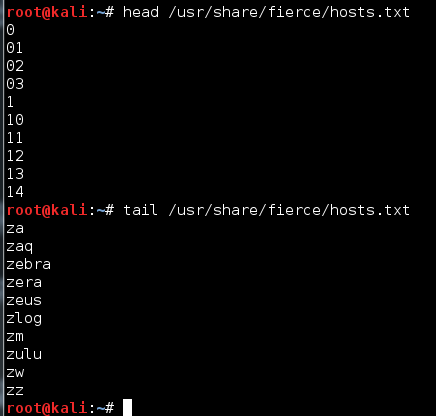 root@kali:~# head /usr/share/fierce/hosts.txt
0
01
02
03
1
10
11
12
13
14
root@kali:~# tail /usr/share/fierce/hosts.txt
za
zaq
zebra
zera
zeus
zlog
zm
zulu
zw
zz
root@kali:~#